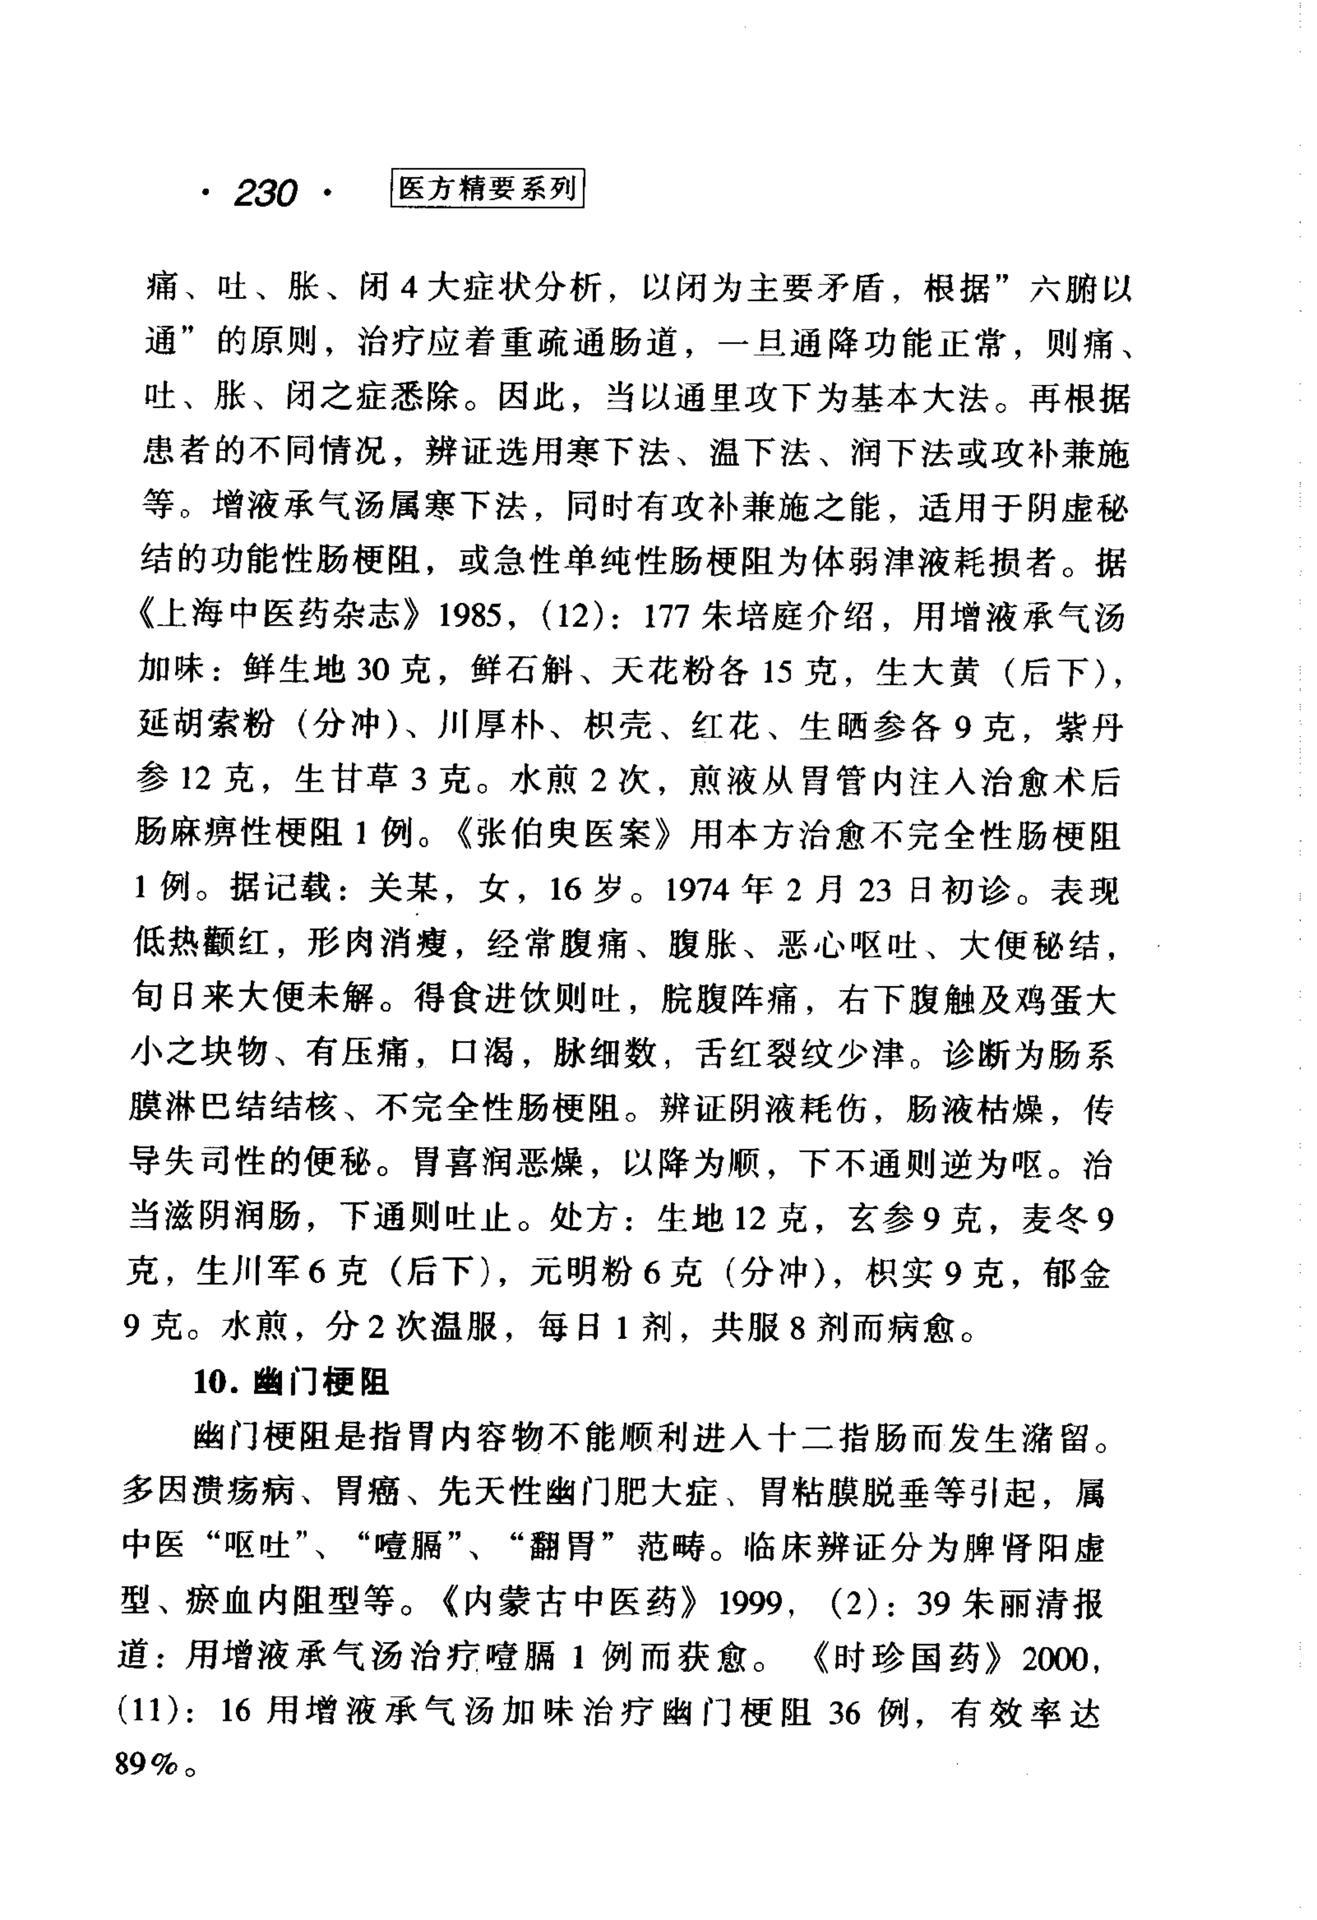 · 230 · 医方精要系列
痛、吐、胀、闭 4 大症状分析，以闭为主要矛盾，根据”六腑以
通”的原则，治疗应着重疏通肠道，一旦通降功能正常，则痛、
吐、胀、闭之症悉除。因此，当以通里攻下为基本大法。再根据
患者的不同情况，辨证选用寒下法、温下法、润下法或攻补兼施
等。增液承气汤属寒下法，同时有攻补兼施之能，适用于阴虚秘
结的功能性肠梗阻，或急性单纯性肠梗阻为体弱津液耗损者。据
《上海中医药杂志》1985，(12)：177 朱培庭介绍，用增液承气汤
加味：鲜生地 30 克，鲜石斛、天花粉各 15 克，生大黄（后下），
延胡索粉（分冲）、川厚朴、枳壳、红花、生晒参各 9 克，紫丹
参 12 克，生甘草 3 克。水煎 2 次，煎液从胃管内注入治愈术后
肠麻痹性梗阻 1 例。《张伯臾医案》用本方治愈不完全性肠梗阻
1 例。据记载：关某，女，16 岁。1974 年 2 月 23 日初诊。表现
低热颧红，形肉消瘦，经常腹痛、腹胀、恶心呕吐、大便秘结，
旬日来大便未解。得食进饮则吐，脘腹阵痛，右下腹触及鸡蛋大
小之块物、有压痛，口渴，脉细数，舌红裂纹少津。诊断为肠系
膜淋巴结结核、不完全性肠梗阻。辨证阴液耗伤，肠液枯燥，传
导失司性的便秘。胃喜润恶燥，以降为顺，下不通则逆为呕。治
当滋阴润肠，下通则吐止。处方：生地 12 克，玄参 9 克，麦冬 9
克，生川军 6 克（后下），元明粉 6 克（分冲），枳实 9 克，郁金
9 克。水煎，分 2 次温服，每日 1 剂，共服 8 剂而病愈。
10. 幽门梗阻
幽门梗阻是指胃内容物不能顺利进入十二指肠而发生潴留。
多因溃疡病、胃癌、先天性幽门肥大症、胃粘膜脱垂等引起，属
中医“呕吐”、“噎膈”、“翻胃”范畴。临床辨证分为脾肾阳虚
型、瘀血内阻型等。《内蒙古中医药》1999，(2)：39 朱丽清报
道：用增液承气汤治疗噎膈 1 例而获愈。《时珍国药》2000，
(11)：16 用增液承气汤加味治疗幽门梗阻 36 例，有效率达
89%。